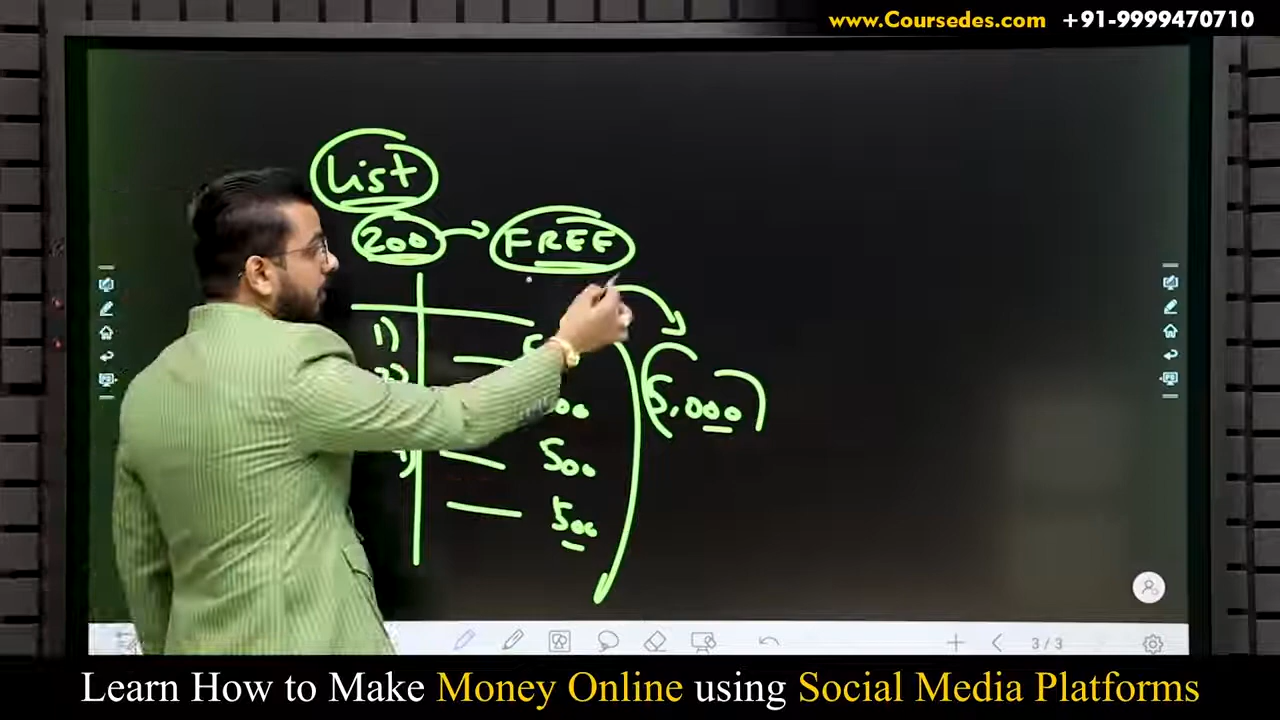 www.Coursedes.com +91-9999470710
List
200 → FREE
1)
500
500
5,000
3/3
Learn How to Make Money Online using Social Media Platforms